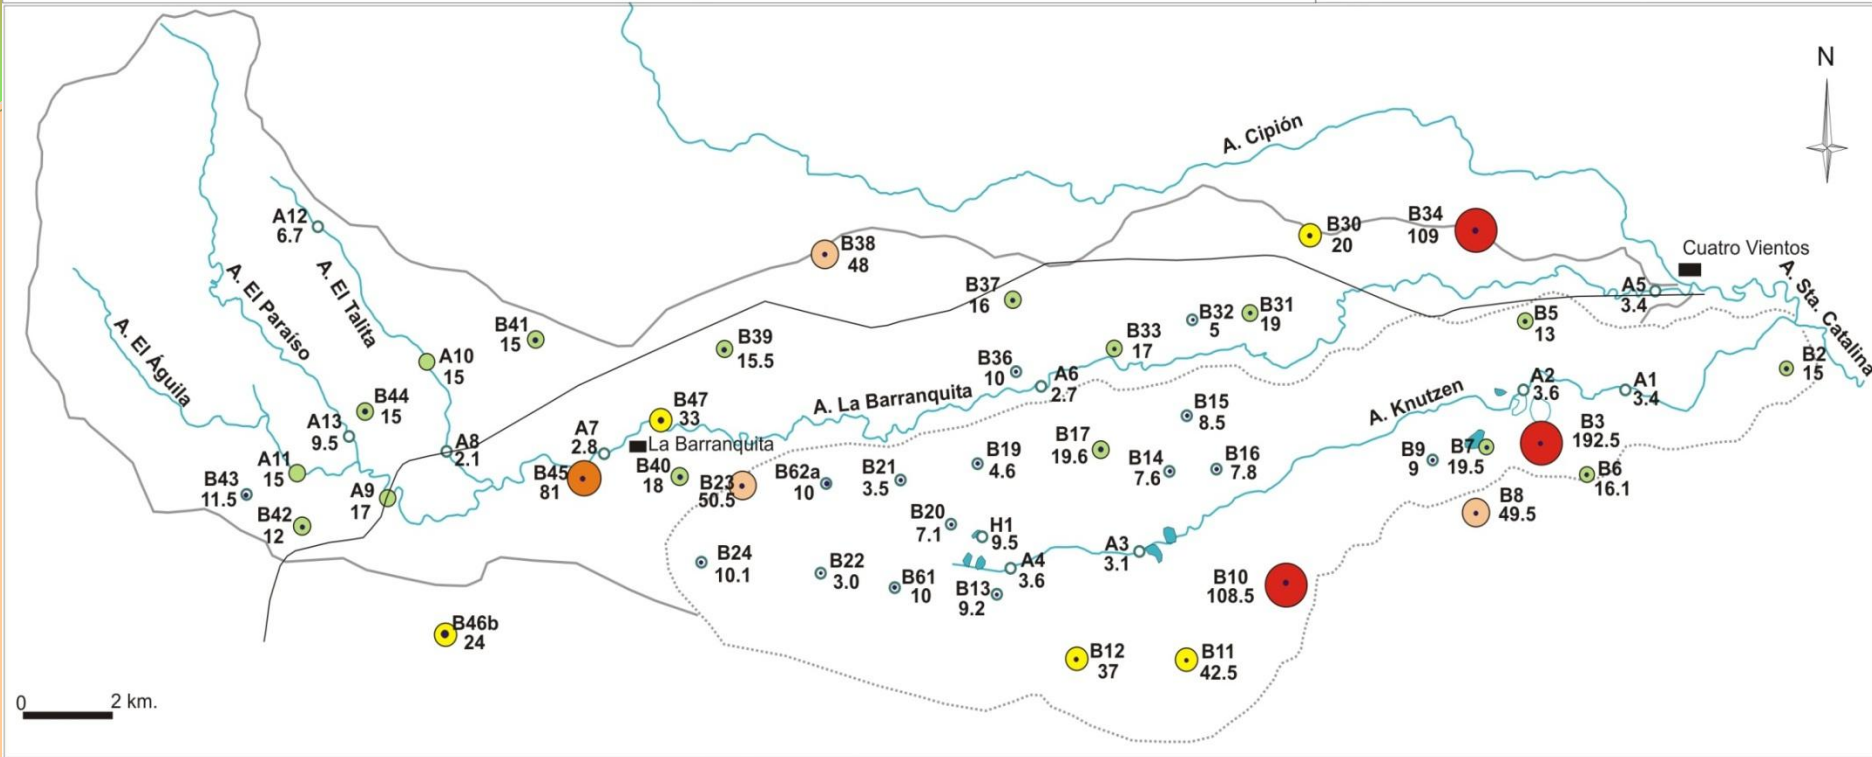 N
A. Cipión
A12
6.7
B38
48
B30
20
B34
109
Cuatro Vientos
A. Sta. Catalina
A. El Paraíso
A. El Talita
A. El Águila
B37
16
A5
3.4
B41
15
B39
15.5
B32
5
B31
19
B5
13
B33
17
A10
15
B36
10
A6
2.7
B2
15
B44
15
A13
9.5
A. La Barranquita
B47
33
B15
8.5
A. Knutzen
A2
3.6
A1
3.4
A7
2.8
La Barranquita
A8
2.1
B3
192.5
B17
19.6
B19
4.6
B14
7.6
B16
7.8
B9
9
B7
19.5
B6
16.1
A11
15
B43
11.5
A9
17
B45
81
B40
18
B23
50.5
B62a
10
B21
3.5
B42
12
B8
49.5
B20
7.1
H1
9.5
A3
3.1
B24
10.1
B22
3.0
B61
10
A4
3.6
B13
9.2
B10
108.5
B46b
24
B12
37
B11
42.5
0
2 km.